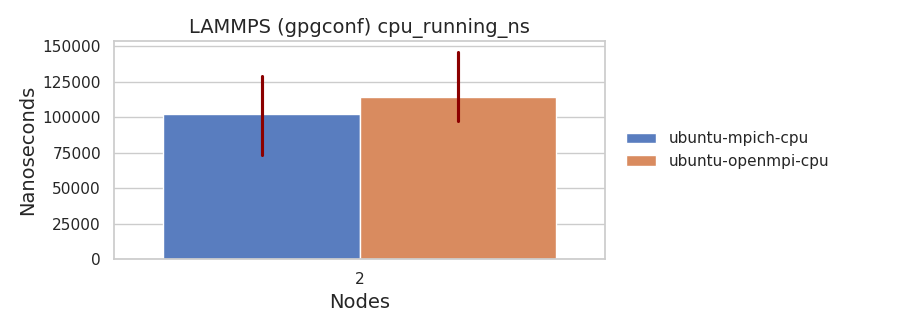 LAMMPS (gpgconf) cpu_running_ns
Nanoseconds
150000
125000
100000
75000
50000
25000
0
2
Nodes
ubuntu-mpich-cpu
ubuntu-openmpi-cpu